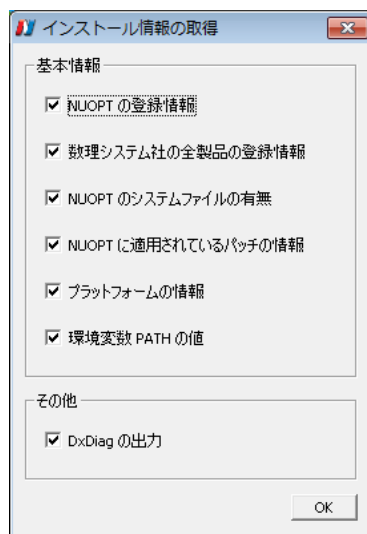 インストール情報の取得
基本情報
NUOPT の登録情報
数理システム社の全製品の登録情報
NUOPT のシステムファイルの有無
NUOPT に適用されているパッチの情報
プラットフォームの情報
環境変数 PATH の値
その他
DxDiag の出力
OK